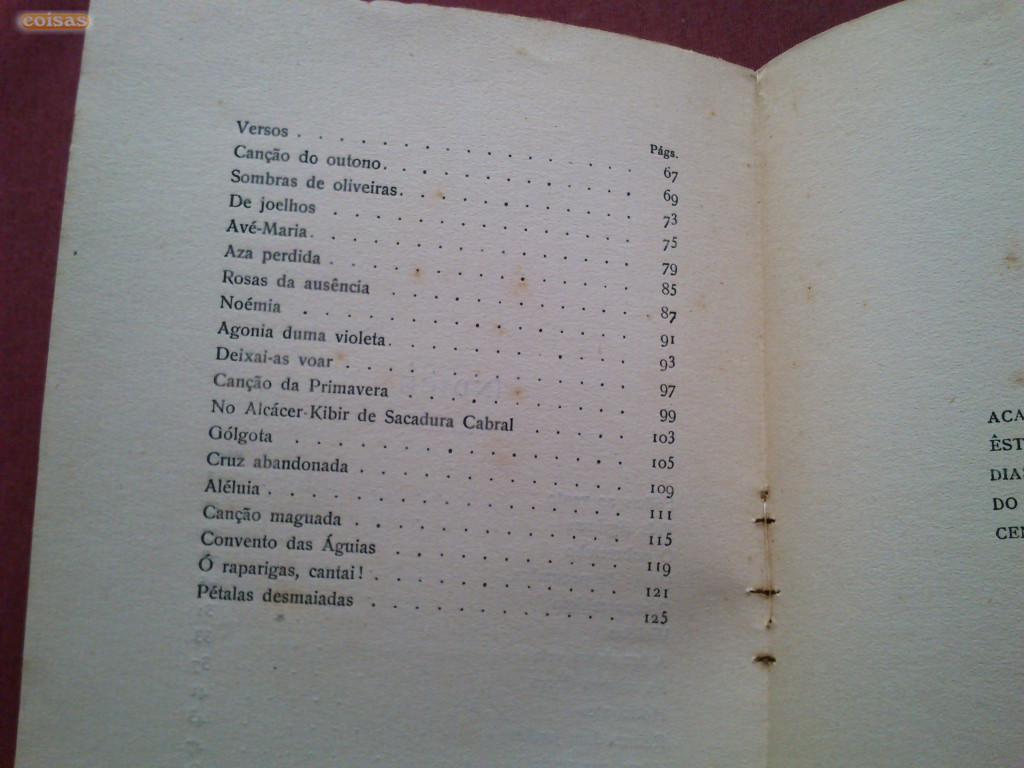 coisas
Págs.
Versos . . . . . . . . . . . . . . . 67
Canção do outono. . . . . . . . . . . . 69
Sombras de oliveiras. . . . . . . . . . . 73
De joelhos . . . . . . . . . . . . . . 75
Avé-Maria. . . . . . . . . . . . . . . 79
Aza perdida . . . . . . . . . . . . . . 85
Rosas da ausência . . . . . . . . . . . 87
Noémia . . . . . . . . . . . . . . . 91
Agonia duma violeta. . . . . . . . . . . 93
Deixai-as voar . . . . . . . . . . . . . 97
Canção da Primavera . . . . . . . . . . 99
No Alcácer-Kibir de Sacadura Cabral . . . . . 103
Gólgota . . . . . . . . . . . . . . . 105
Cruz abandonada . . . . . . . . . . . . 109
Aléluia . . . . . . . . . . . . . . . . 111
Canção maguada . . . . . . . . . . . . 115
Convento das Águias . . . . . . . . . . 119
Ó raparigas, cantai! . . . . . . . . . . . 121
Pétalas desmaiadas . . . . . . . . . . . 125
ACA
ÊST
DIA
DO
CE